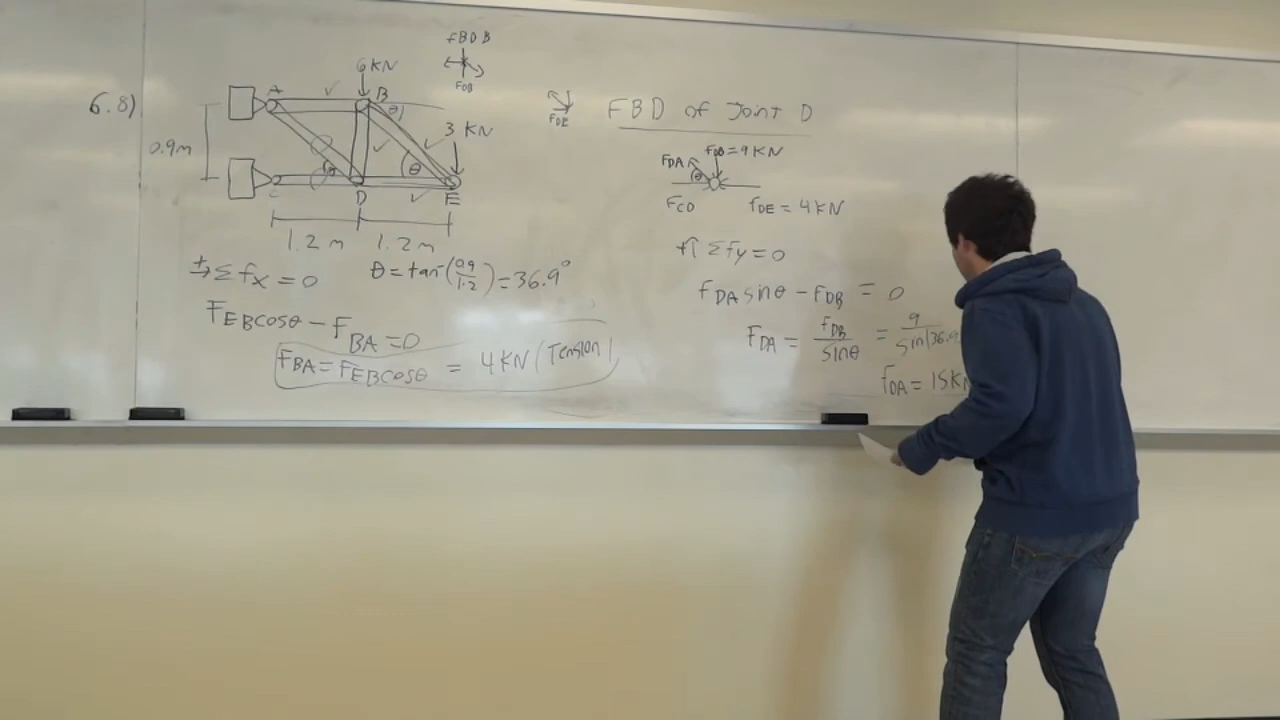 6.8)
FBD B
FDB
6 KN
A
B
θ
3 KN
0.9m
θ
θ
C
D
E
1.2 m
1.2 m
→+ Σfx = 0
θ = tan⁻(0.9/1.2) = 36.9°
FEBcosθ - FBA = 0
FBA = FEBcosθ = 4 KN (Tension)
FDE
FBD of Joint D
FDA
FDB = 9 KN
θ
FCD
fDE = 4 KN
+↑ Σfy = 0
fDA sinθ - FDB = 0
FDA = fDB/sinθ = 9/sin(36.9
FDA = 15 KN